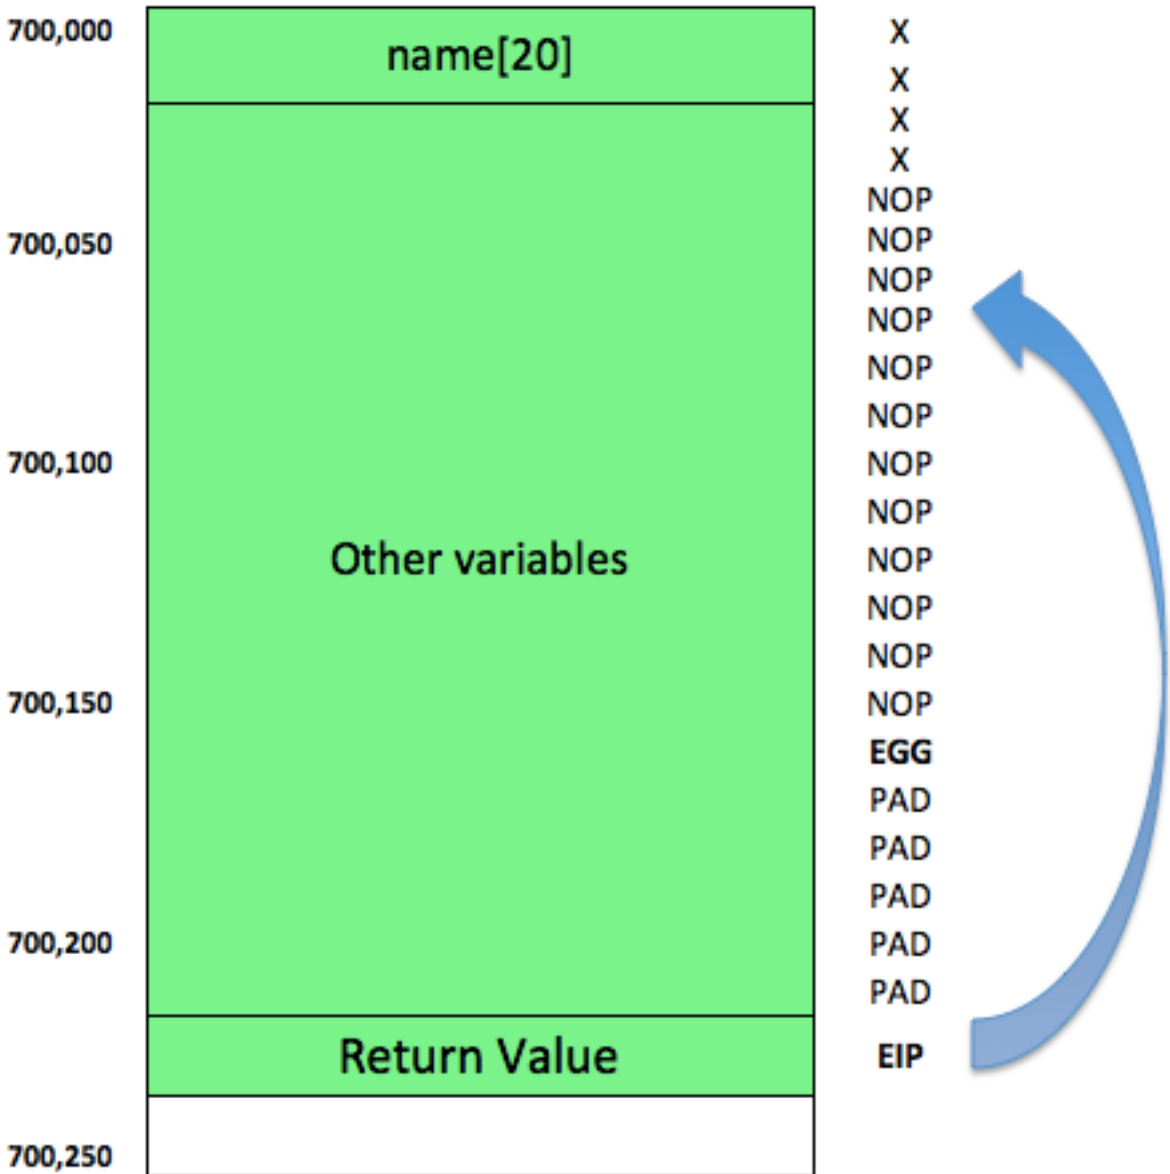 700,000
name[20]
X
X
X
X
NOP
700,050
NOP
NOP
NOP
NOP
NOP
700,100
NOP
NOP
Other variables
NOP
NOP
NOP
700,150
NOP
EGG
PAD
PAD
PAD
700,200
PAD
PAD
Return Value
EIP
700,250